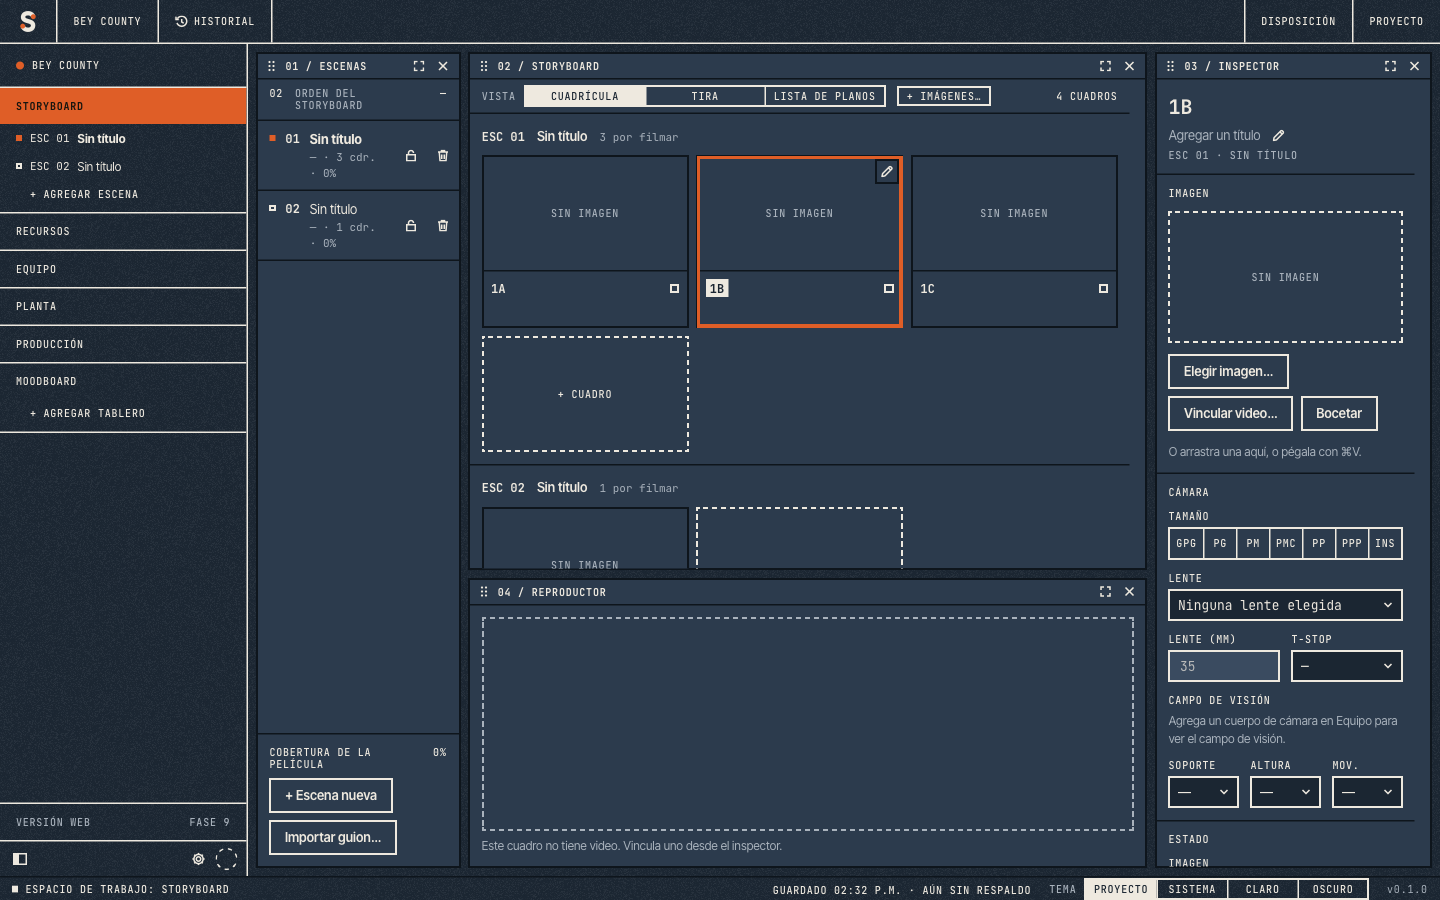 S
BEY COUNTY
HISTORIAL
DISPOSICIÓN
PROYECTO
BEY COUNTY
STORYBOARD
ESC 01 Sin título
ESC 02 Sin título
+ AGREGAR ESCENA
RECURSOS
EQUIPO
PLANTA
PRODUCCIÓN
MOODBOARD
+ AGREGAR TABLERO
VERSIÓN WEB
FASE 9
01 / ESCENAS
02 ORDEN DEL
STORYBOARD
—
01 Sin título
— · 3 cdr.
· 0%
02 Sin título
— · 1 cdr.
· 0%
COBERTURA DE LA
PELÍCULA
0%
+ Escena nueva
Importar guion…
02 / STORYBOARD
VISTA
CUADRÍCULA
TIRA
LISTA DE PLANOS
+ IMÁGENES…
4 CUADROS
ESC 01 Sin título 3 por filmar
SIN IMAGEN
SIN IMAGEN
SIN IMAGEN
1A
1B
1C
+ CUADRO
ESC 02 Sin título 1 por filmar
SIN IMAGEN
04 / REPRODUCTOR
Este cuadro no tiene video. Vincula uno desde el inspector.
03 / INSPECTOR
1B
Agregar un título
ESC 01 · SIN TÍTULO
IMAGEN
SIN IMAGEN
Elegir imagen…
Vincular video…
Bocetar
O arrastra una aquí, o pégala con ⌘V.
CÁMARA
TAMAÑO
GPG PG PM PMC PP PPP INS
LENTE
Ninguna lente elegida
LENTE (MM)
T-STOP
35
—
CAMPO DE VISIÓN
Agrega un cuerpo de cámara en Equipo para
ver el campo de visión.
SOPORTE
ALTURA
MOV.
—
—
—
ESTADO
IMAGEN
ESPACIO DE TRABAJO: STORYBOARD
GUARDADO 02:32 P.M. · AÚN SIN RESPALDO
TEMA
PROYECTO
SISTEMA
CLARO
OSCURO
v0.1.0